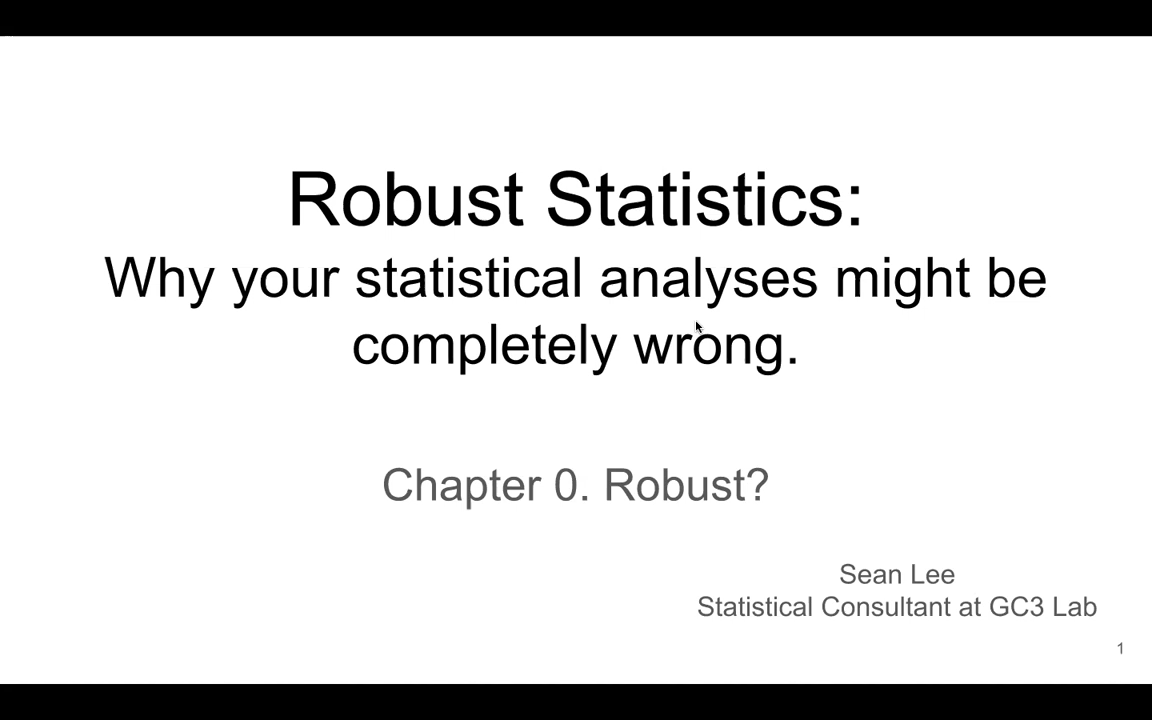 Robust Statistics:
Why your statistical analyses might be
completely wrong.
Chapter 0. Robust?
Sean Lee
Statistical Consultant at GC3 Lab
1